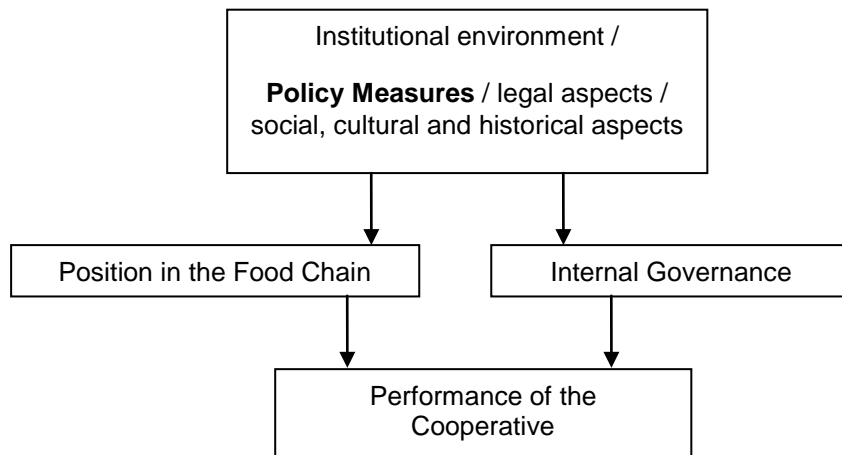 Institutional environment /
Policy Measures / legal aspects /
social, cultural and historical aspects
Position in the Food Chain
Internal Governance
Performance of the
Cooperative